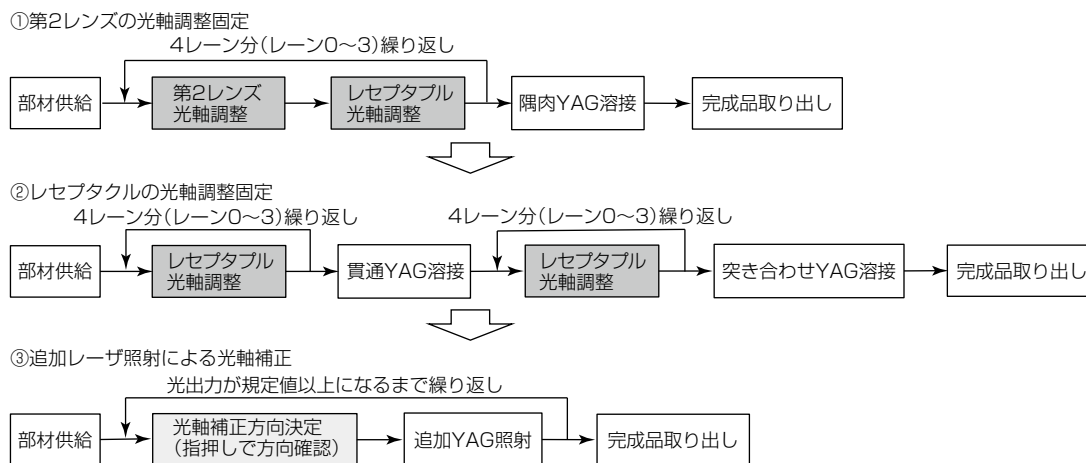 ①第2レンズの光軸調整固定
4レーン分(レーン0～3)繰り返し
部材供給
第2レンズ
光軸調整
レセプタプル
光軸調整
隅肉YAG溶接
完成品取り出し
②レセプタクルの光軸調整固定
4レーン分(レーン0～3)繰り返し
4レーン分(レーン0～3)繰り返し
部材供給
レセプタプル
光軸調整
貫通YAG溶接
レセプタプル
光軸調整
突き合わせYAG溶接
完成品取り出し
③追加レーザ照射による光軸補正
光出力が規定値以上になるまで繰り返し
部材供給
光軸補正方向決定
(指押しで方向確認)
追加YAG照射
完成品取り出し